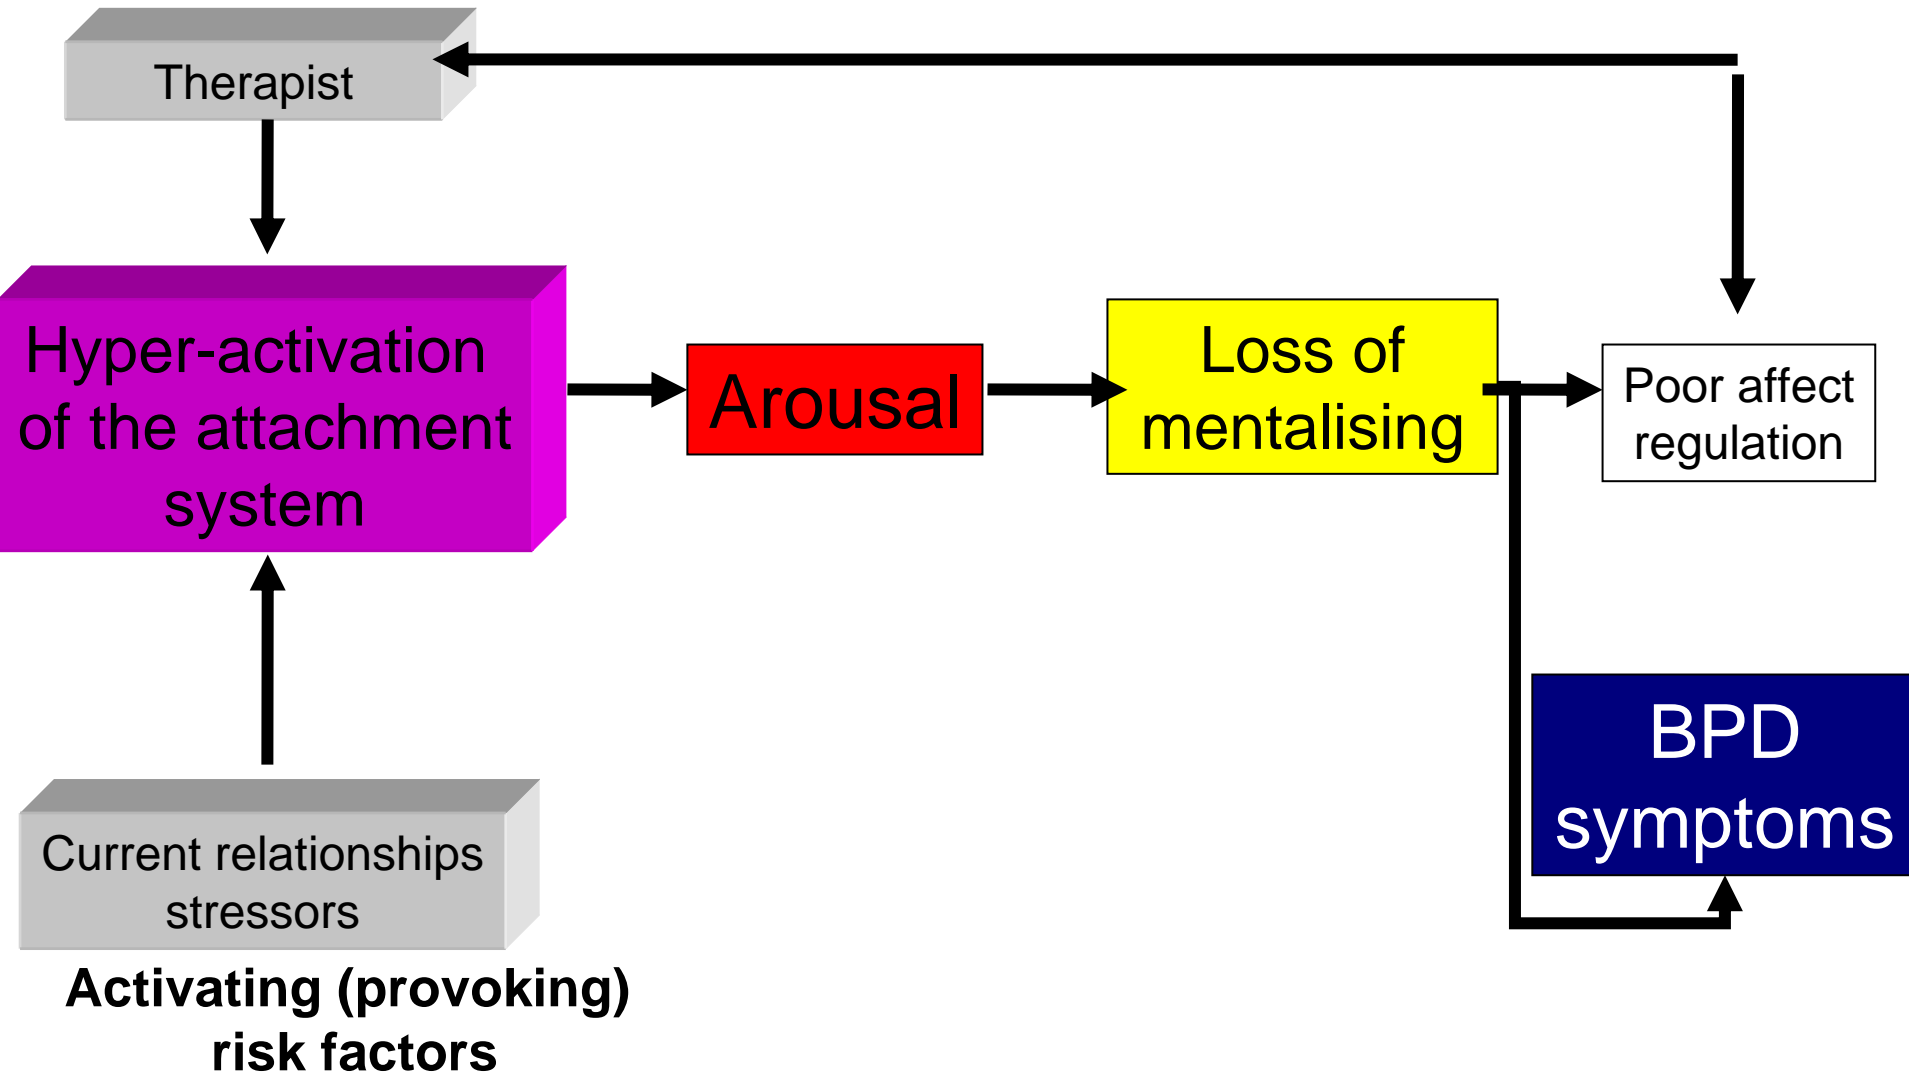 Therapist
Hyper-activation
of the attachment
system
Arousal
Loss of
mentalising
Poor affect
regulation
BPD
symptoms
Current relationships
stressors
Activating (provoking)
risk factors